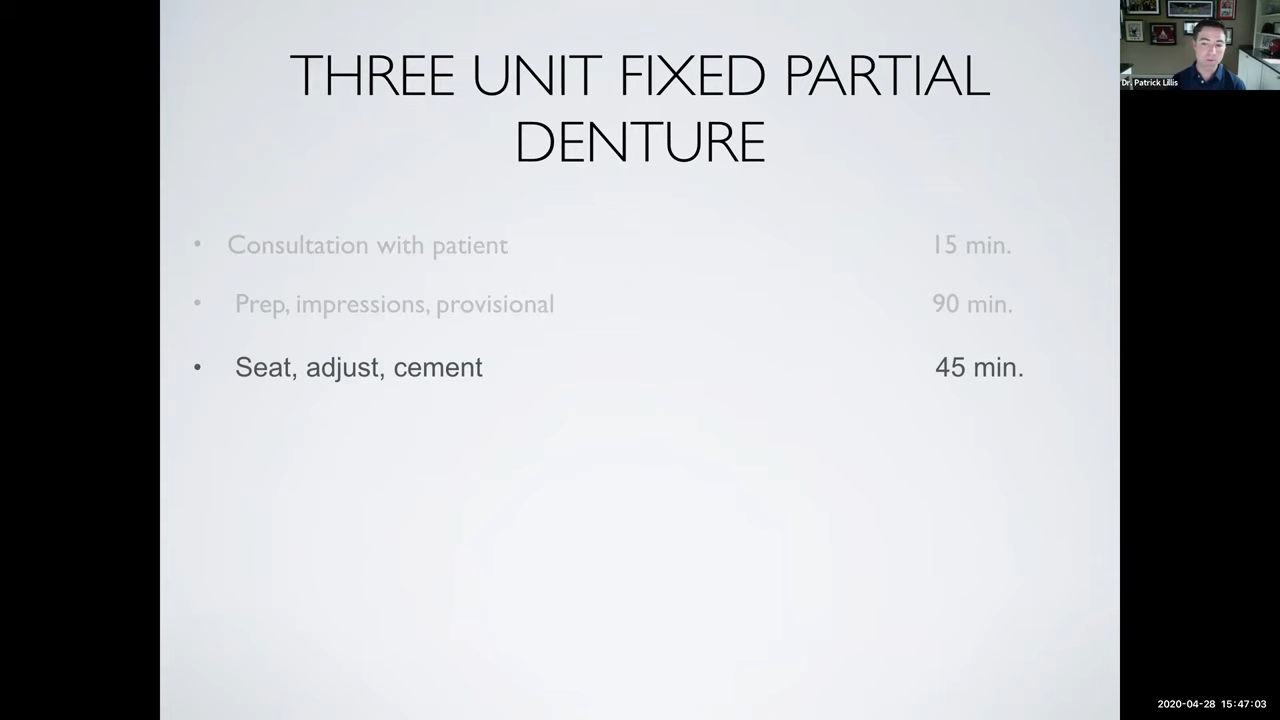 THREE UNIT FIXED PARTIAL
DENTURE
• Consultation with patient 15 min.
• Prep, impressions, provisional 90 min.
• Seat, adjust, cement 45 min.
Dr. Patrick Lillis
2020-04-28 15:47:03